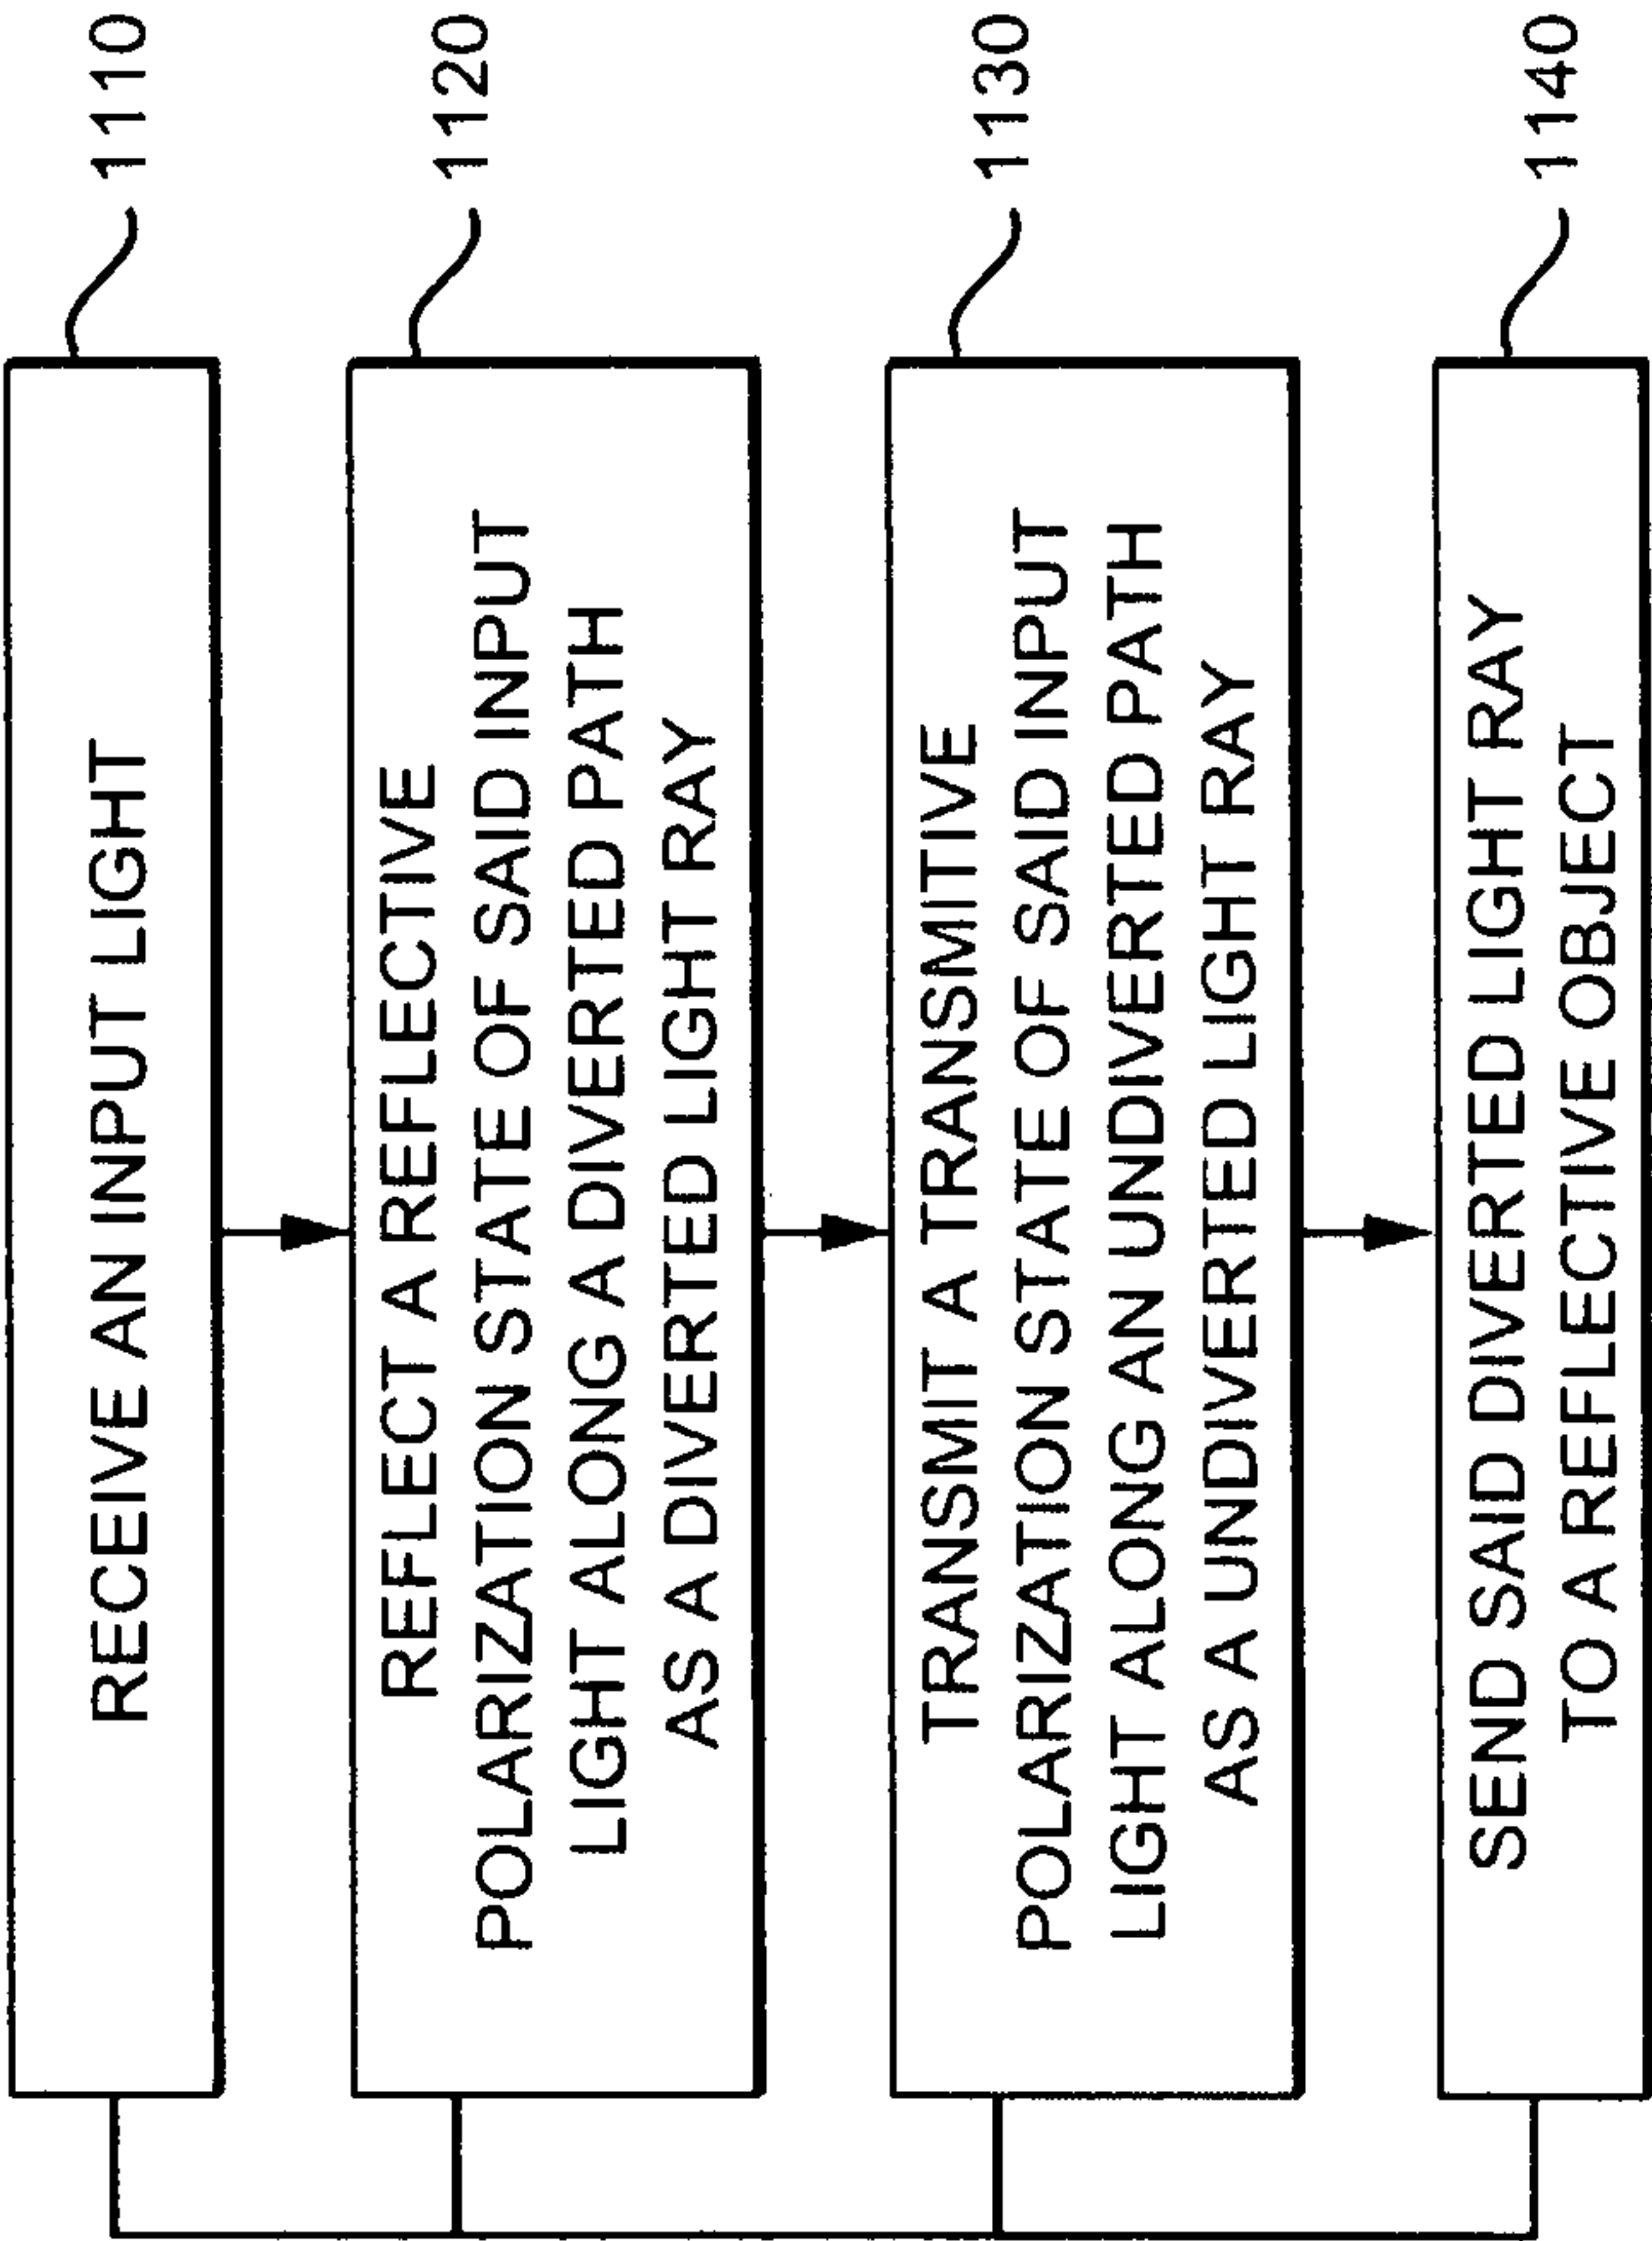 RECEIVE AN INPUT LIGHT
1110
REFLECT A REFLECTIVE
POLARIZATION STATE OF SAID INPUT
LIGHT ALONG A DIVERTED PATH
AS A DIVERTED LIGHT RAY
1120
TRANSMIT A TRANSMITIVE
POLARIZATION STATE OF SAID INPUT
LIGHT ALONG AN UNDIVERTED PATH
AS A UNDIVERTED LIGHT RAY
1130
SEND SAID DIVERTED LIGHT RAY
TO A REFLECTIVE OBJECT
1140